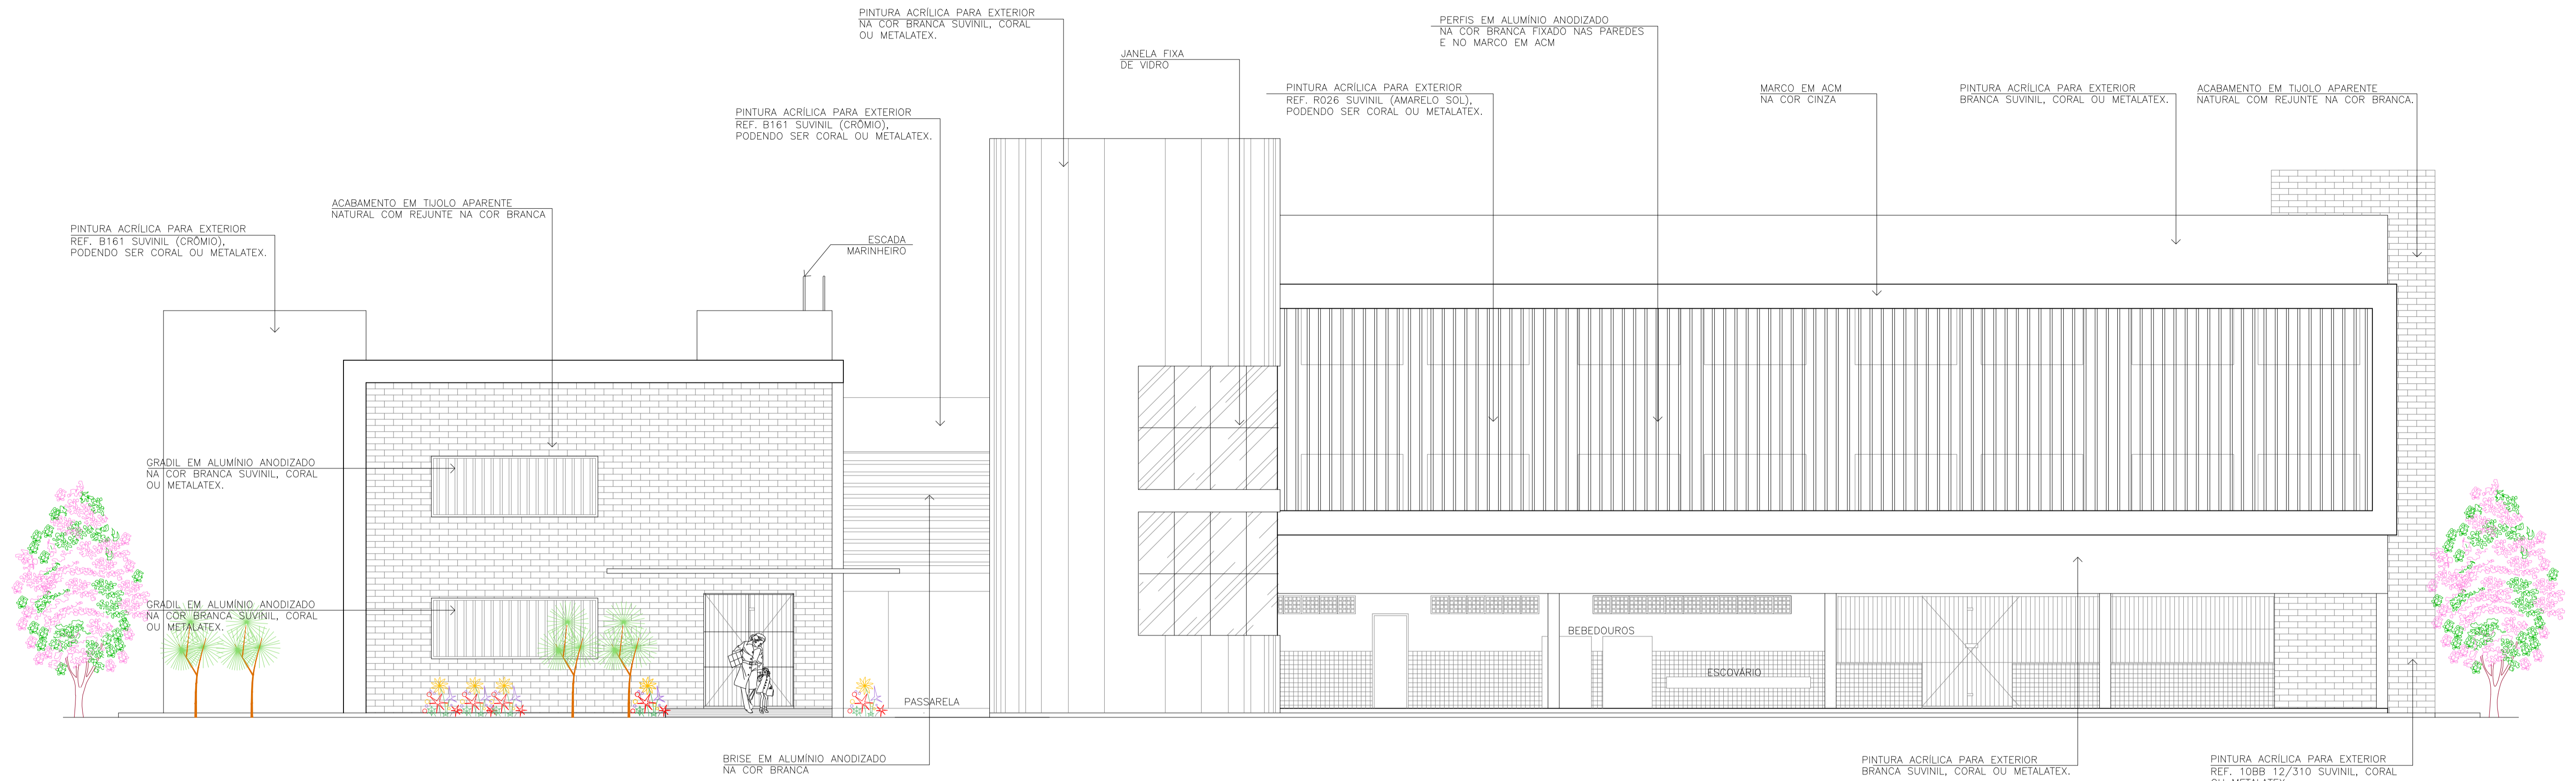 PINTURA ACRÍLICA PARA EXTERIOR
NA COR BRANCA SUVINIL, CORAL
OU METALATEX.
PERFIS EM ALUMÍNIO ANODIZADO
NA COR BRANCA FIXADO NAS PAREDES
E NO MARCO EM ACM
JANELA FIXA
DE VIDRO
PINTURA ACRÍLICA PARA EXTERIOR
REF. R026 SUVINIL (AMARELO SOL),
PODENDO SER CORAL OU METALATEX.
MARCO EM ACM
NA COR CINZA
PINTURA ACRÍLICA PARA EXTERIOR
BRANCA SUVINIL, CORAL OU METALATEX.
ACABAMENTO EM TIJOLO APARENTE
NATURAL COM REJUNTE NA COR BRANCA.
PINTURA ACRÍLICA PARA EXTERIOR
REF. B161 SUVINIL (CRÔMIO),
PODENDO SER CORAL OU METALATEX.
ACABAMENTO EM TIJOLO APARENTE
NATURAL COM REJUNTE NA COR BRANCA
PINTURA ACRÍLICA PARA EXTERIOR
REF. B161 SUVINIL (CRÔMIO),
PODENDO SER CORAL OU METALATEX.
ESCADA
MARINHEIRO
GRADIL EM ALUMÍNIO ANODIZADO
NA COR BRANCA SUVINIL, CORAL
OU METALATEX.
GRADIL EM ALUMÍNIO ANODIZADO
NA COR BRANCA SUVINIL, CORAL
OU METALATEX.
BEBEDOUROS
ESCOVÁRIO
PASSARELA
BRISE EM ALUMÍNIO ANODIZADO
NA COR BRANCA
PINTURA ACRÍLICA PARA EXTERIOR
BRANCA SUVINIL, CORAL OU METALATEX.
PINTURA ACRÍLICA PARA EXTERIOR
REF. 10BB 12/310 SUVINIL, CORAL
OU METALATEX